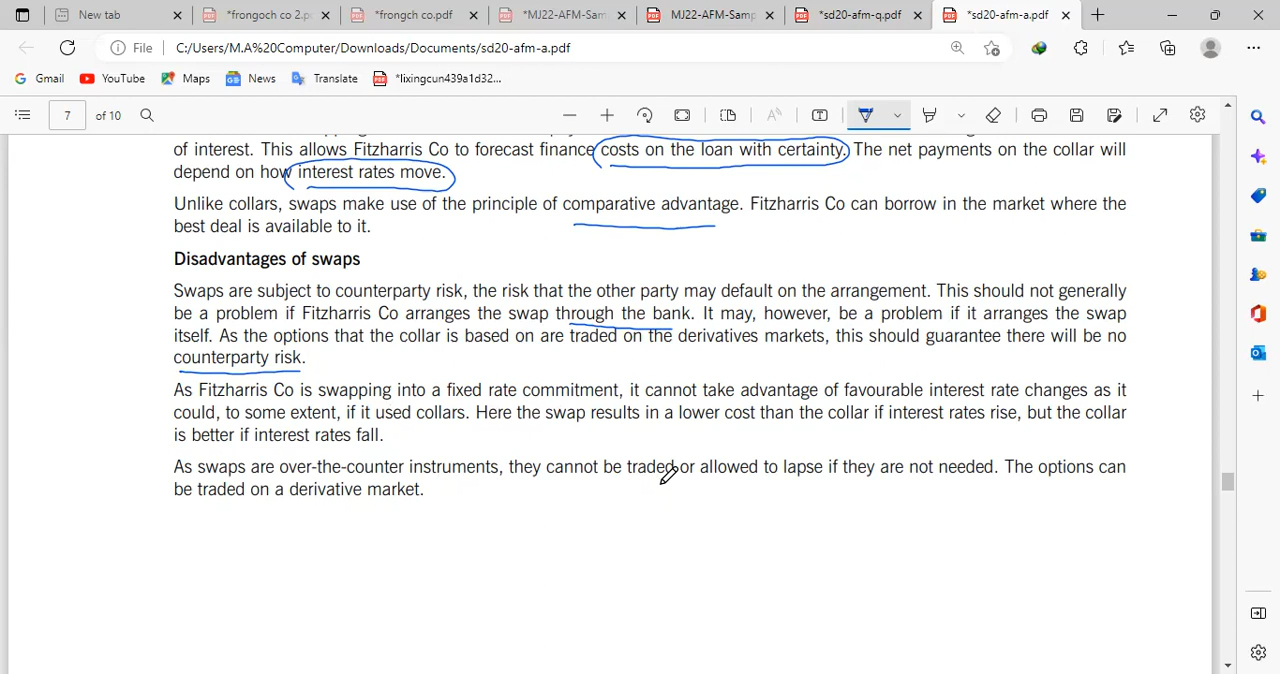 New tab
*frongoch co 2.p
*frongch co.pdf
*MJ22-AFM-Sam
MJ22-AFM-Samp
*sd20-afm-q.pdf
*sd20-afm-a.pdf
File C:/Users/M.A%20Computer/Downloads/Documents/sd20-afm-a.pdf
Gmail YouTube Maps News Translate *lixingcun439a1d32...
7 of 10
of interest. This allows Fitzharris Co to forecast finance costs on the loan with certainty. The net payments on the collar will
depend on how interest rates move.
Unlike collars, swaps make use of the principle of comparative advantage. Fitzharris Co can borrow in the market where the
best deal is available to it.
Disadvantages of swaps
Swaps are subject to counterparty risk, the risk that the other party may default on the arrangement. This should not generally
be a problem if Fitzharris Co arranges the swap through the bank. It may, however, be a problem if it arranges the swap
itself. As the options that the collar is based on are traded on the derivatives markets, this should guarantee there will be no
counterparty risk.
As Fitzharris Co is swapping into a fixed rate commitment, it cannot take advantage of favourable interest rate changes as it
could, to some extent, if it used collars. Here the swap results in a lower cost than the collar if interest rates rise, but the collar
is better if interest rates fall.
As swaps are over-the-counter instruments, they cannot be traded or allowed to lapse if they are not needed. The options can
be traded on a derivative market.